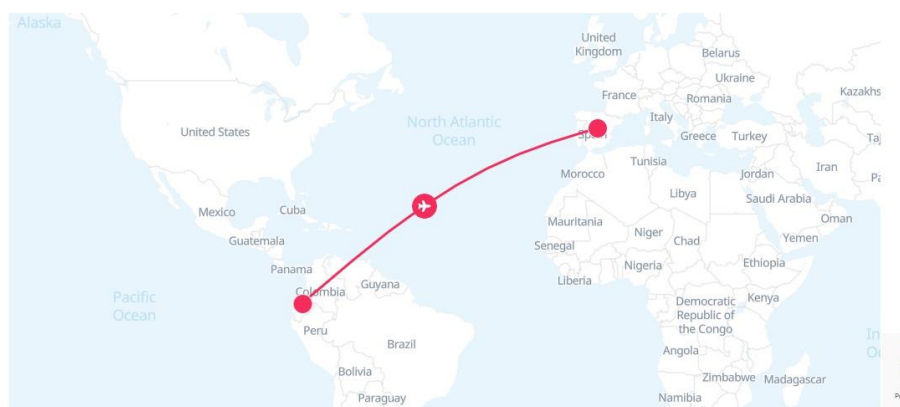 Alaska
United
Kingdom
Belarus
Ukraine
Kazakhs
France
Romania
North Atlantic
Ocean
Italy
United States
Spain
Greece
Turkey
Tunisia
Iran
Morocco
Jordan
Libya
Saudi Arabia
Mexico
Cuba
Oman
Mauritania
Niger
Chad
Yemen
Guatemala
Senegal
Nigeria
Ethiopia
Panama
Liberia
Colombia
Guyana
Pacific
Ocean
Democratic
Republic of
the Congo
Kenya
Peru
Brazil
Angola
Bolivia
Zimbabwe
Madagascar
Paraguay
Namibia